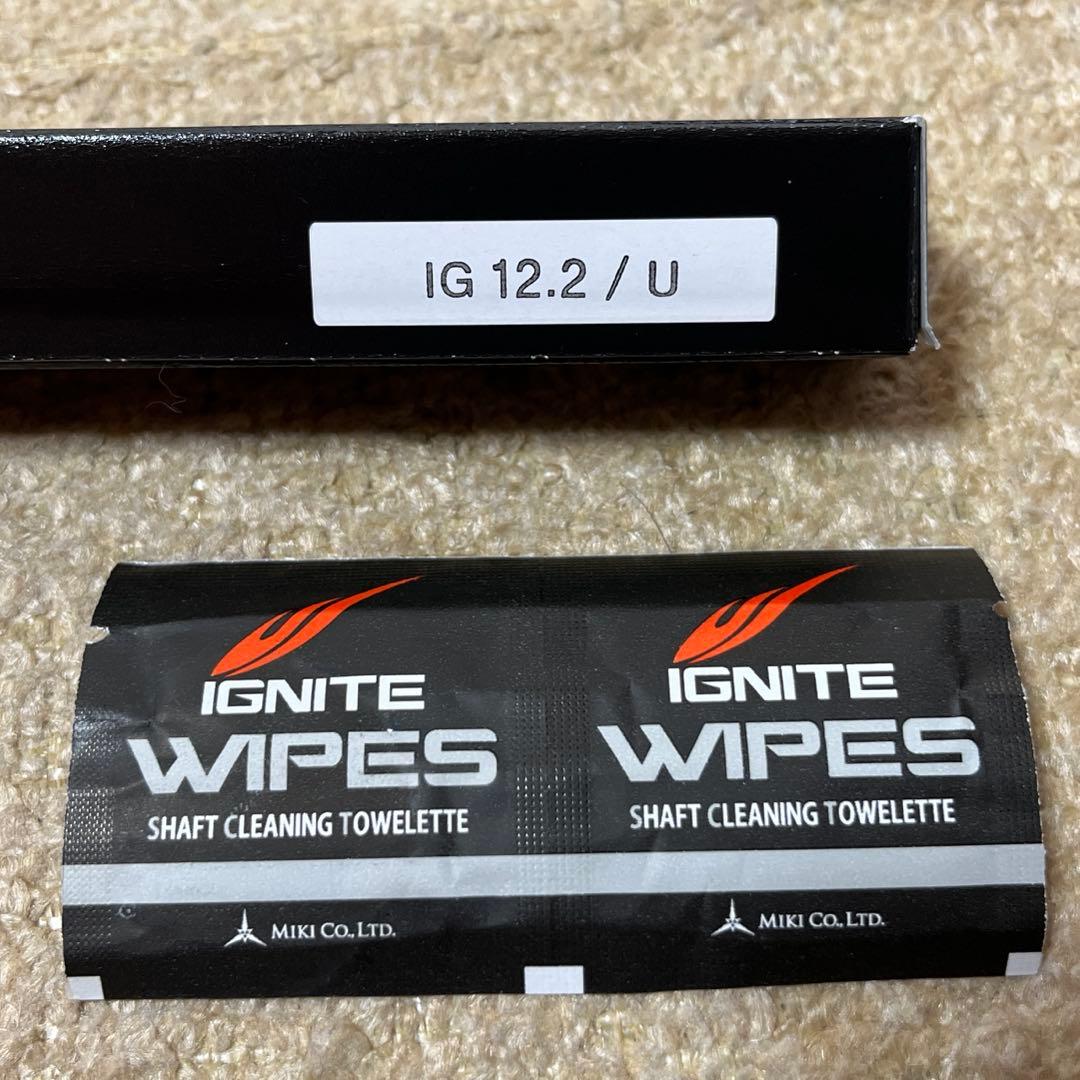 IG 12.2 / U
IGNITE
WIPES
SHAFT CLEANING TOWELETTE
MIKI CO., LTD.
IGNITE
WIPES
SHAFT CLEANING TOWELETTE
MIKI CO., LTD.